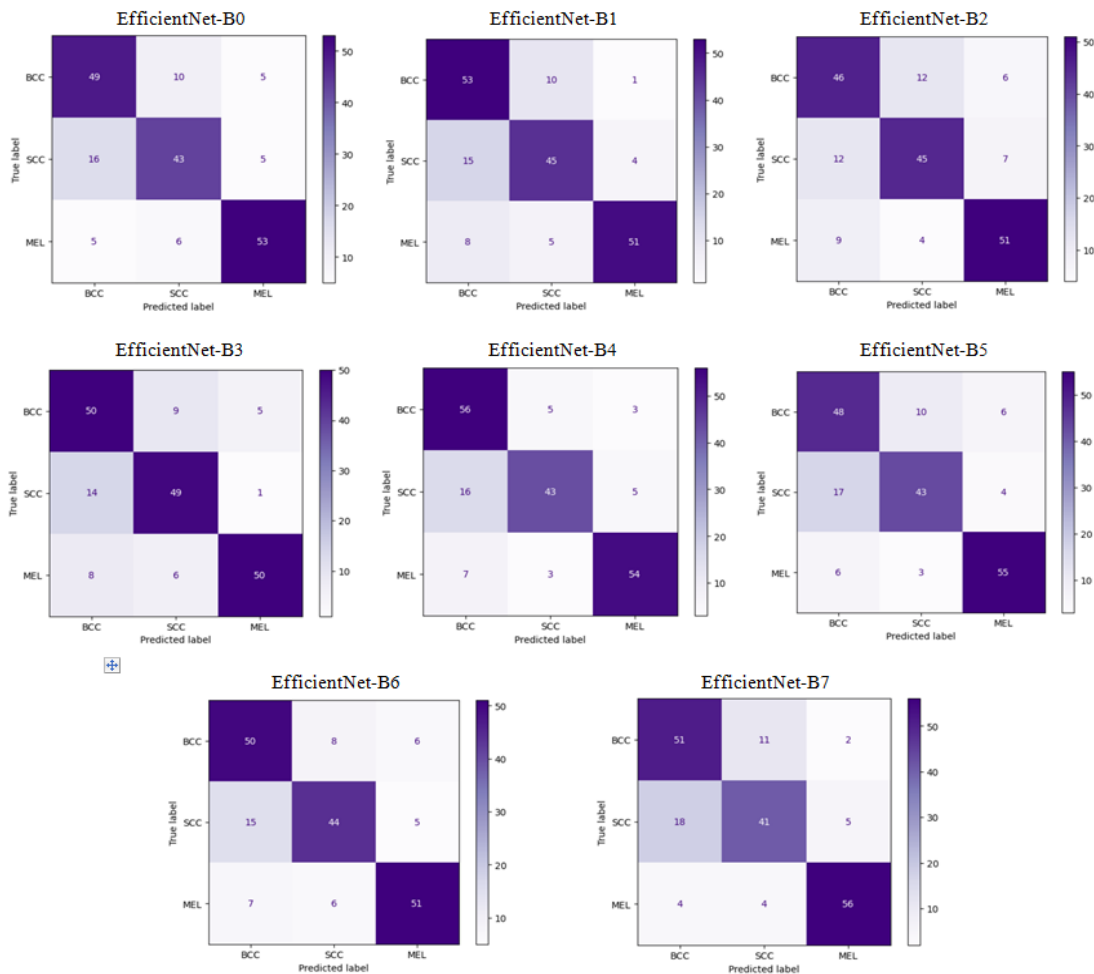 EfficientNet-B0 EfficientNet-B1 EfficientNet-B2
BCC 49 10 5 50
SCC 16 43 5 40
MEL 5 6 53 30
20
10
BCC SCC MEL
Predicted label
True label
BCC 53 10 1 50
SCC 15 45 4 40
MEL 8 5 51 30
20
10
BCC SCC MEL
Predicted label
True label
BCC 46 12 6 50
SCC 12 45 7 40
MEL 9 4 51 30
20
10
BCC SCC MEL
Predicted label
True label
EfficientNet-B3 EfficientNet-B4 EfficientNet-B5
BCC 50 9 5 50
SCC 14 49 1 40
MEL 8 6 50 30
20
10
BCC SCC MEL
Predicted label
True label
BCC 56 5 3 50
SCC 16 43 5 40
MEL 7 3 54 30
20
10
BCC SCC MEL
Predicted label
True label
BCC 48 10 6 50
SCC 17 43 4 40
MEL 6 3 55 30
20
10
BCC SCC MEL
Predicted label
True label
EfficientNet-B6 EfficientNet-B7
BCC 50 8 6 50
SCC 15 44 5 40
MEL 7 6 51 30
20
10
BCC SCC MEL
Predicted label
True label
BCC 51 11 2 50
SCC 18 41 5 40
MEL 4 4 56 30
20
10
BCC SCC MEL
Predicted label
True label